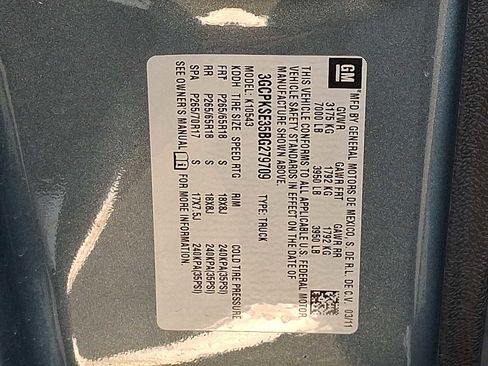 GM
MFD BY GENERAL MOTORS DE MEXICO, S. DE R.L. DE C.V. 03/11
GVWR GAWR FRT GAWR RR
3175 KG 1792 KG 1792 KG
7000 LB 3950 LB 3950 LB
THIS VEHICLE CONFORMS TO ALL APPLICABLE U.S. FEDERAL MOTOR
VEHICLE SAFETY STANDARDS IN EFFECT ON THE DATE OF
MANUFACTURE SHOWN ABOVE.
3GCPKSE35BG279709 TYPE: TRUCK
MODEL: K10543
KDDH TIRE SIZE SPEED RTG RIM COLD TIRE PRESSURE
FRT P265/65R18 S 18X8J 240KPA(35PSI)
RR P265/65R18 S 18X8J 240KPA(35PSI)
SPA P265/70R17 S 17X7.5J 240KPA(35PSI)
SEE OWNER'S MANUAL i FOR MORE INFORMATION.